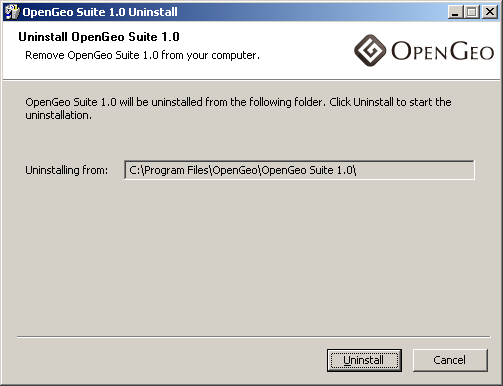 OpenGeo Suite 1.0 Uninstall
Uninstall OpenGeo Suite 1.0
Remove OpenGeo Suite 1.0 from your computer.
OPENGEO
OpenGeo Suite 1.0 will be uninstalled from the following folder. Click Uninstall to start the
uninstallation.
Uninstalling from: C:\Program Files\OpenGeo\OpenGeo Suite 1.0\
Uninstall Cancel